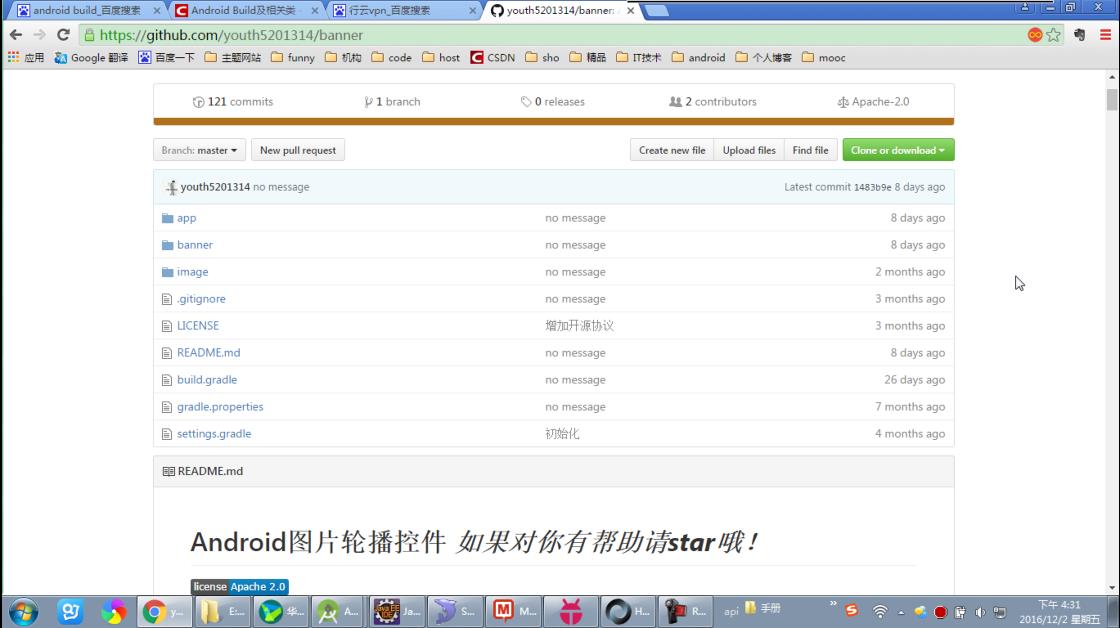 android build_百度搜索
Android Build及相关类 -
行云vpn_百度搜索
youth5201314/banner:
https://github.com/youth5201314/banner
应用 Google 翻译 百度一下 主题网站 funny 机构 code host CSDN sho 精品 IT技术 android 个人博客 mooc
121 commits 1 branch 0 releases 2 contributors Apache-2.0
Branch: master New pull request Create new file Upload files Find file Clone or download
youth5201314 no message Latest commit 1483b9e 8 days ago
app no message 8 days ago
banner no message 8 days ago
image no message 2 months ago
.gitignore no message 3 months ago
LICENSE 增加开源协议 3 months ago
README.md no message 8 days ago
build.gradle no message 26 days ago
gradle.properties no message 7 months ago
settings.gradle 初始化 4 months ago
README.md
Android图片轮播控件 如果对你有帮助请star哦！
license Apache 2.0
y... E:... 华... A... Ja... S... M... H... R... api 手册
下午 4:31
2016/12/2 星期五